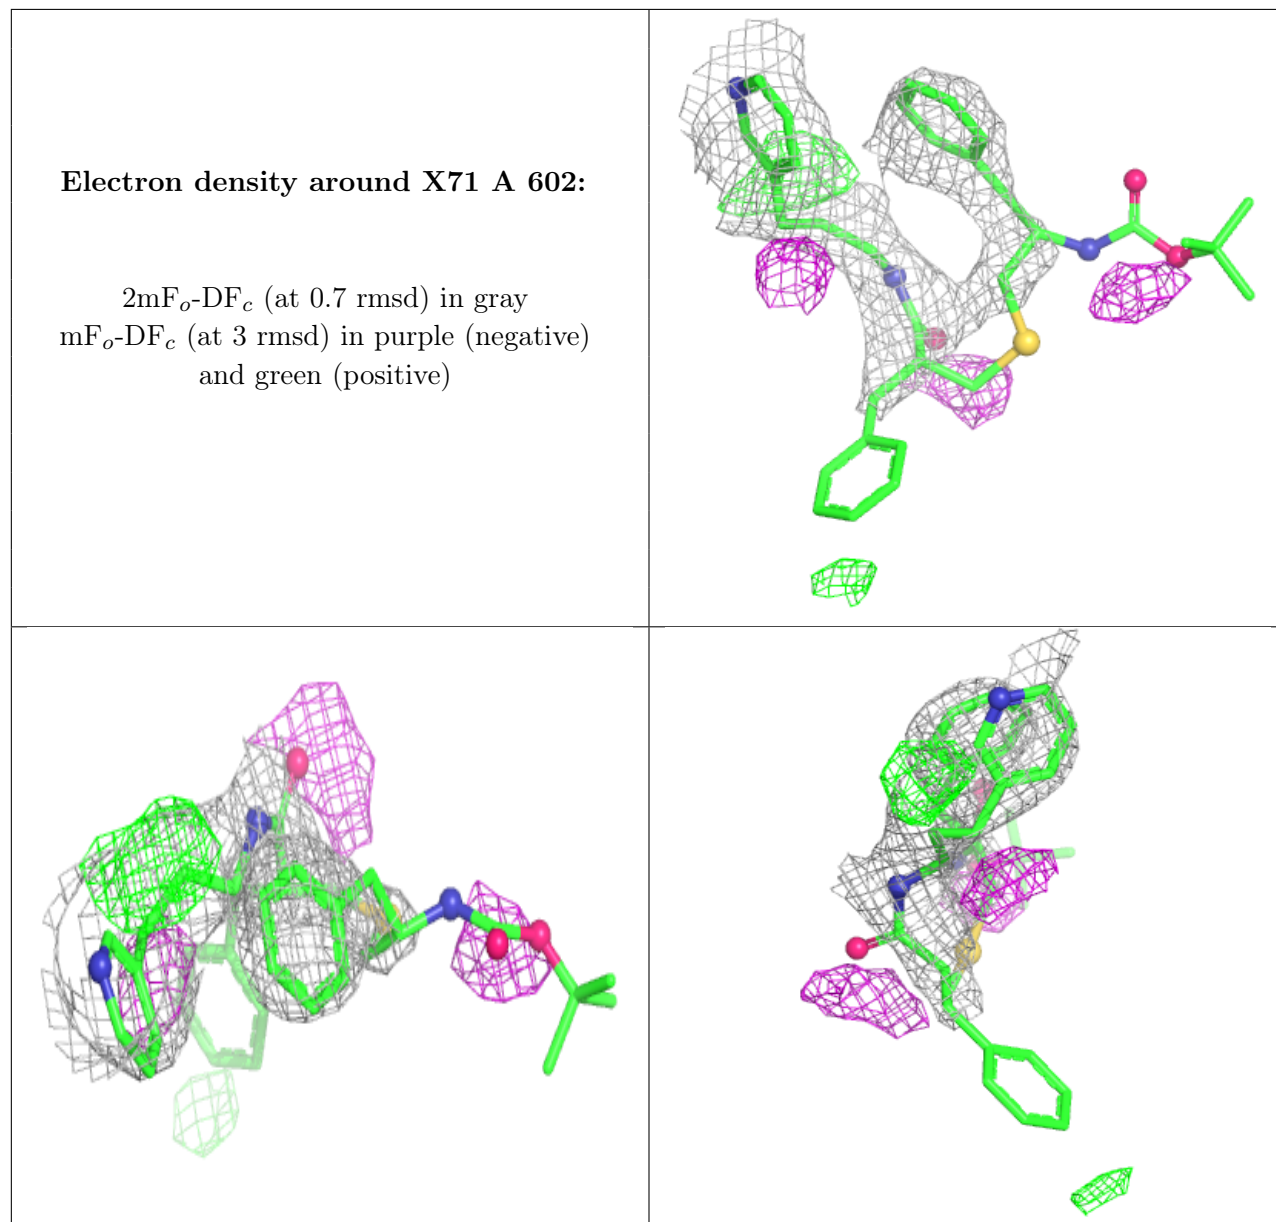 Electron density around X71 A 602:
2mFo-DFc (at 0.7 rmsd) in gray
mFo-DFc (at 3 rmsd) in purple (negative)
and green (positive)